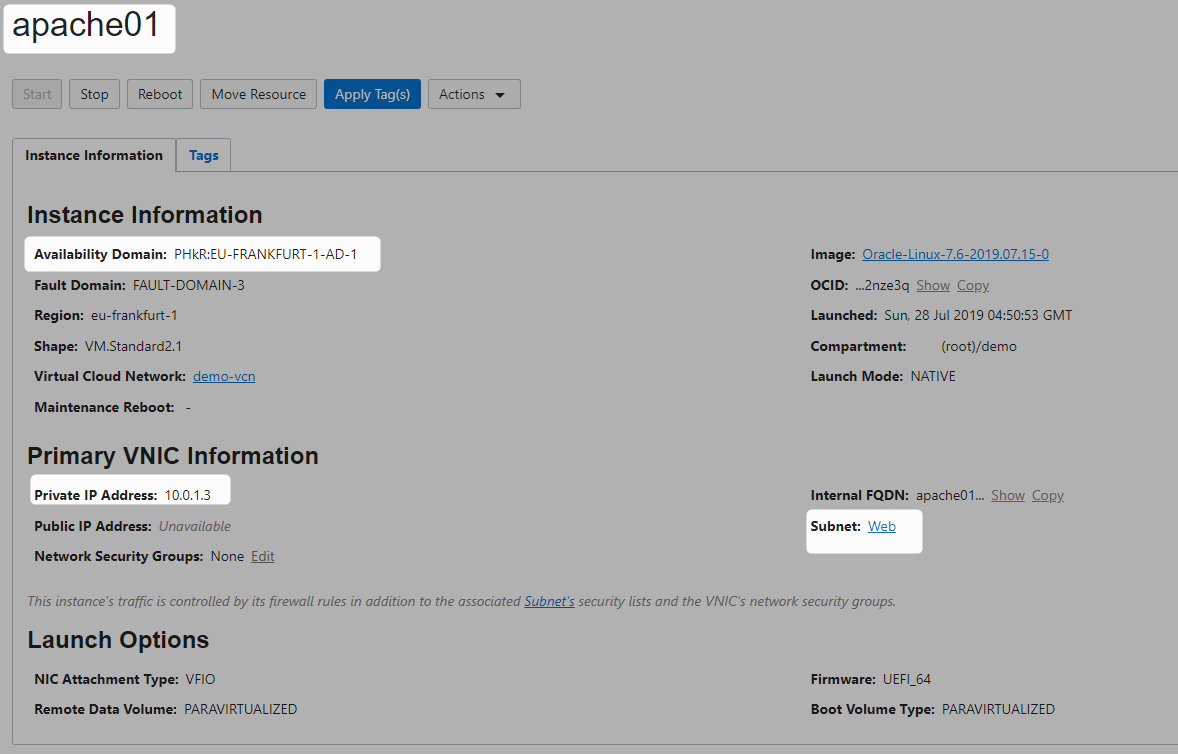 apache01
Start Stop Reboot Move Resource Apply Tag(s) Actions
Instance Information Tags
Instance Information
Availability Domain: PHkR:EU-FRANKFURT-1-AD-1 Image: Oracle-Linux-7.6-2019.07.15-0
Fault Domain: FAULT-DOMAIN-3 OCID: ...2nze3q Show Copy
Region: eu-frankfurt-1 Launched: Sun, 28 Jul 2019 04:50:53 GMT
Shape: VM.Standard2.1 Compartment: (root)/demo
Virtual Cloud Network: demo-vcn Launch Mode: NATIVE
Maintenance Reboot: -
Primary VNIC Information
Private IP Address: 10.0.1.3 Internal FQDN: apache01... Show Copy
Public IP Address: Unavailable Subnet: Web
Network Security Groups: None Edit
This instance's traffic is controlled by its firewall rules in addition to the associated Subnet's security lists and the VNIC's network security groups.
Launch Options
NIC Attachment Type: VFIO Firmware: UEFI_64
Remote Data Volume: PARAVIRTUALIZED Boot Volume Type: PARAVIRTUALIZED